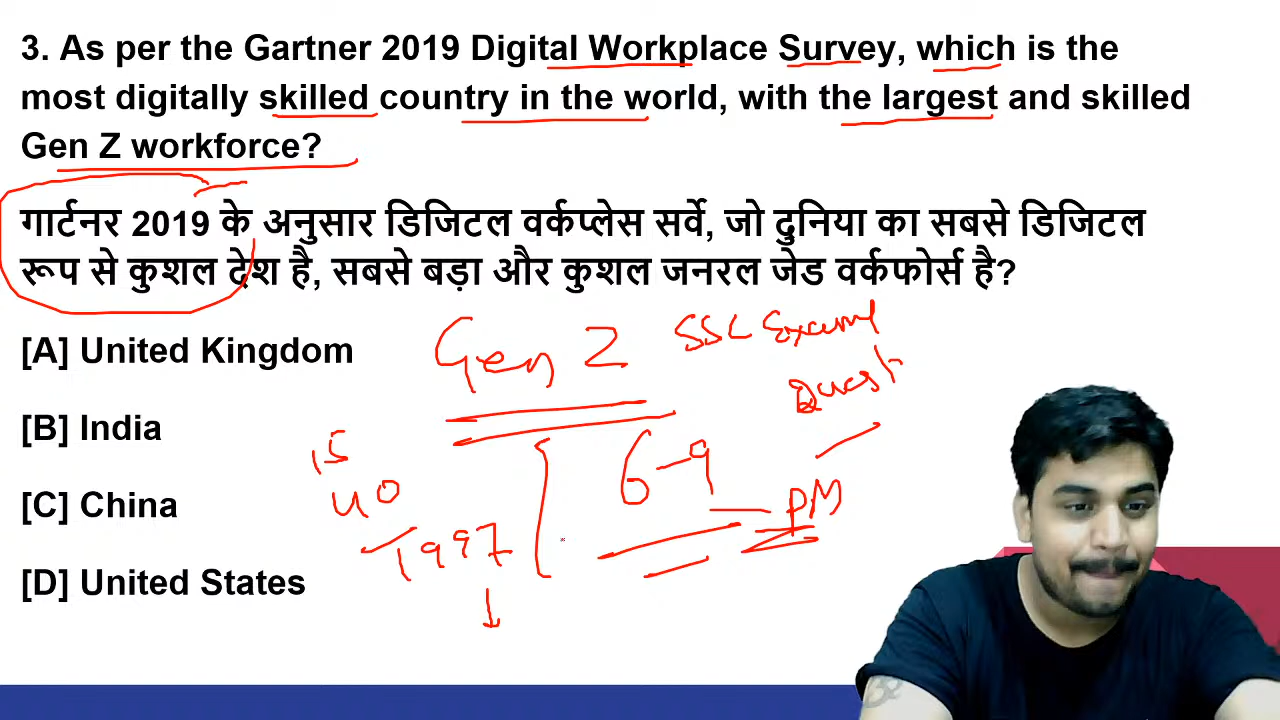 3. As per the Gartner 2019 Digital Workplace Survey, which is the
most digitally skilled country in the world, with the largest and skilled
Gen Z workforce?
गार्टनर 2019 के अनुसार डिजिटल वर्कप्लेस सर्वे, जो दुनिया का सबसे डिजिटल
रूप से कुशल देश है, सबसे बड़ा और कुशल जनरल जेड वर्कफोर्स है?
[A] United Kingdom
[B] India
[C] China
[D] United States
Gen Z
SSC Exam
Quest
15
40
1997
6-9
PM